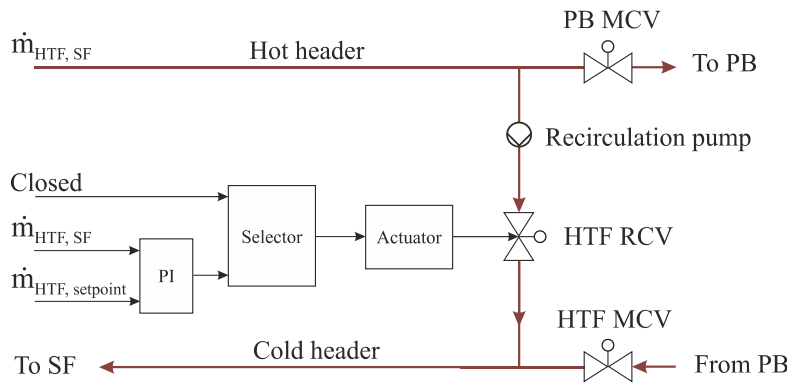 PB MCV
ṁHTF, SF
Hot header
To PB
Recirculation pump
Closed
ṁHTF, SF
Selector
Actuator
HTF RCV
PI
ṁHTF, setpoint
HTF MCV
Cold header
To SF
From PB